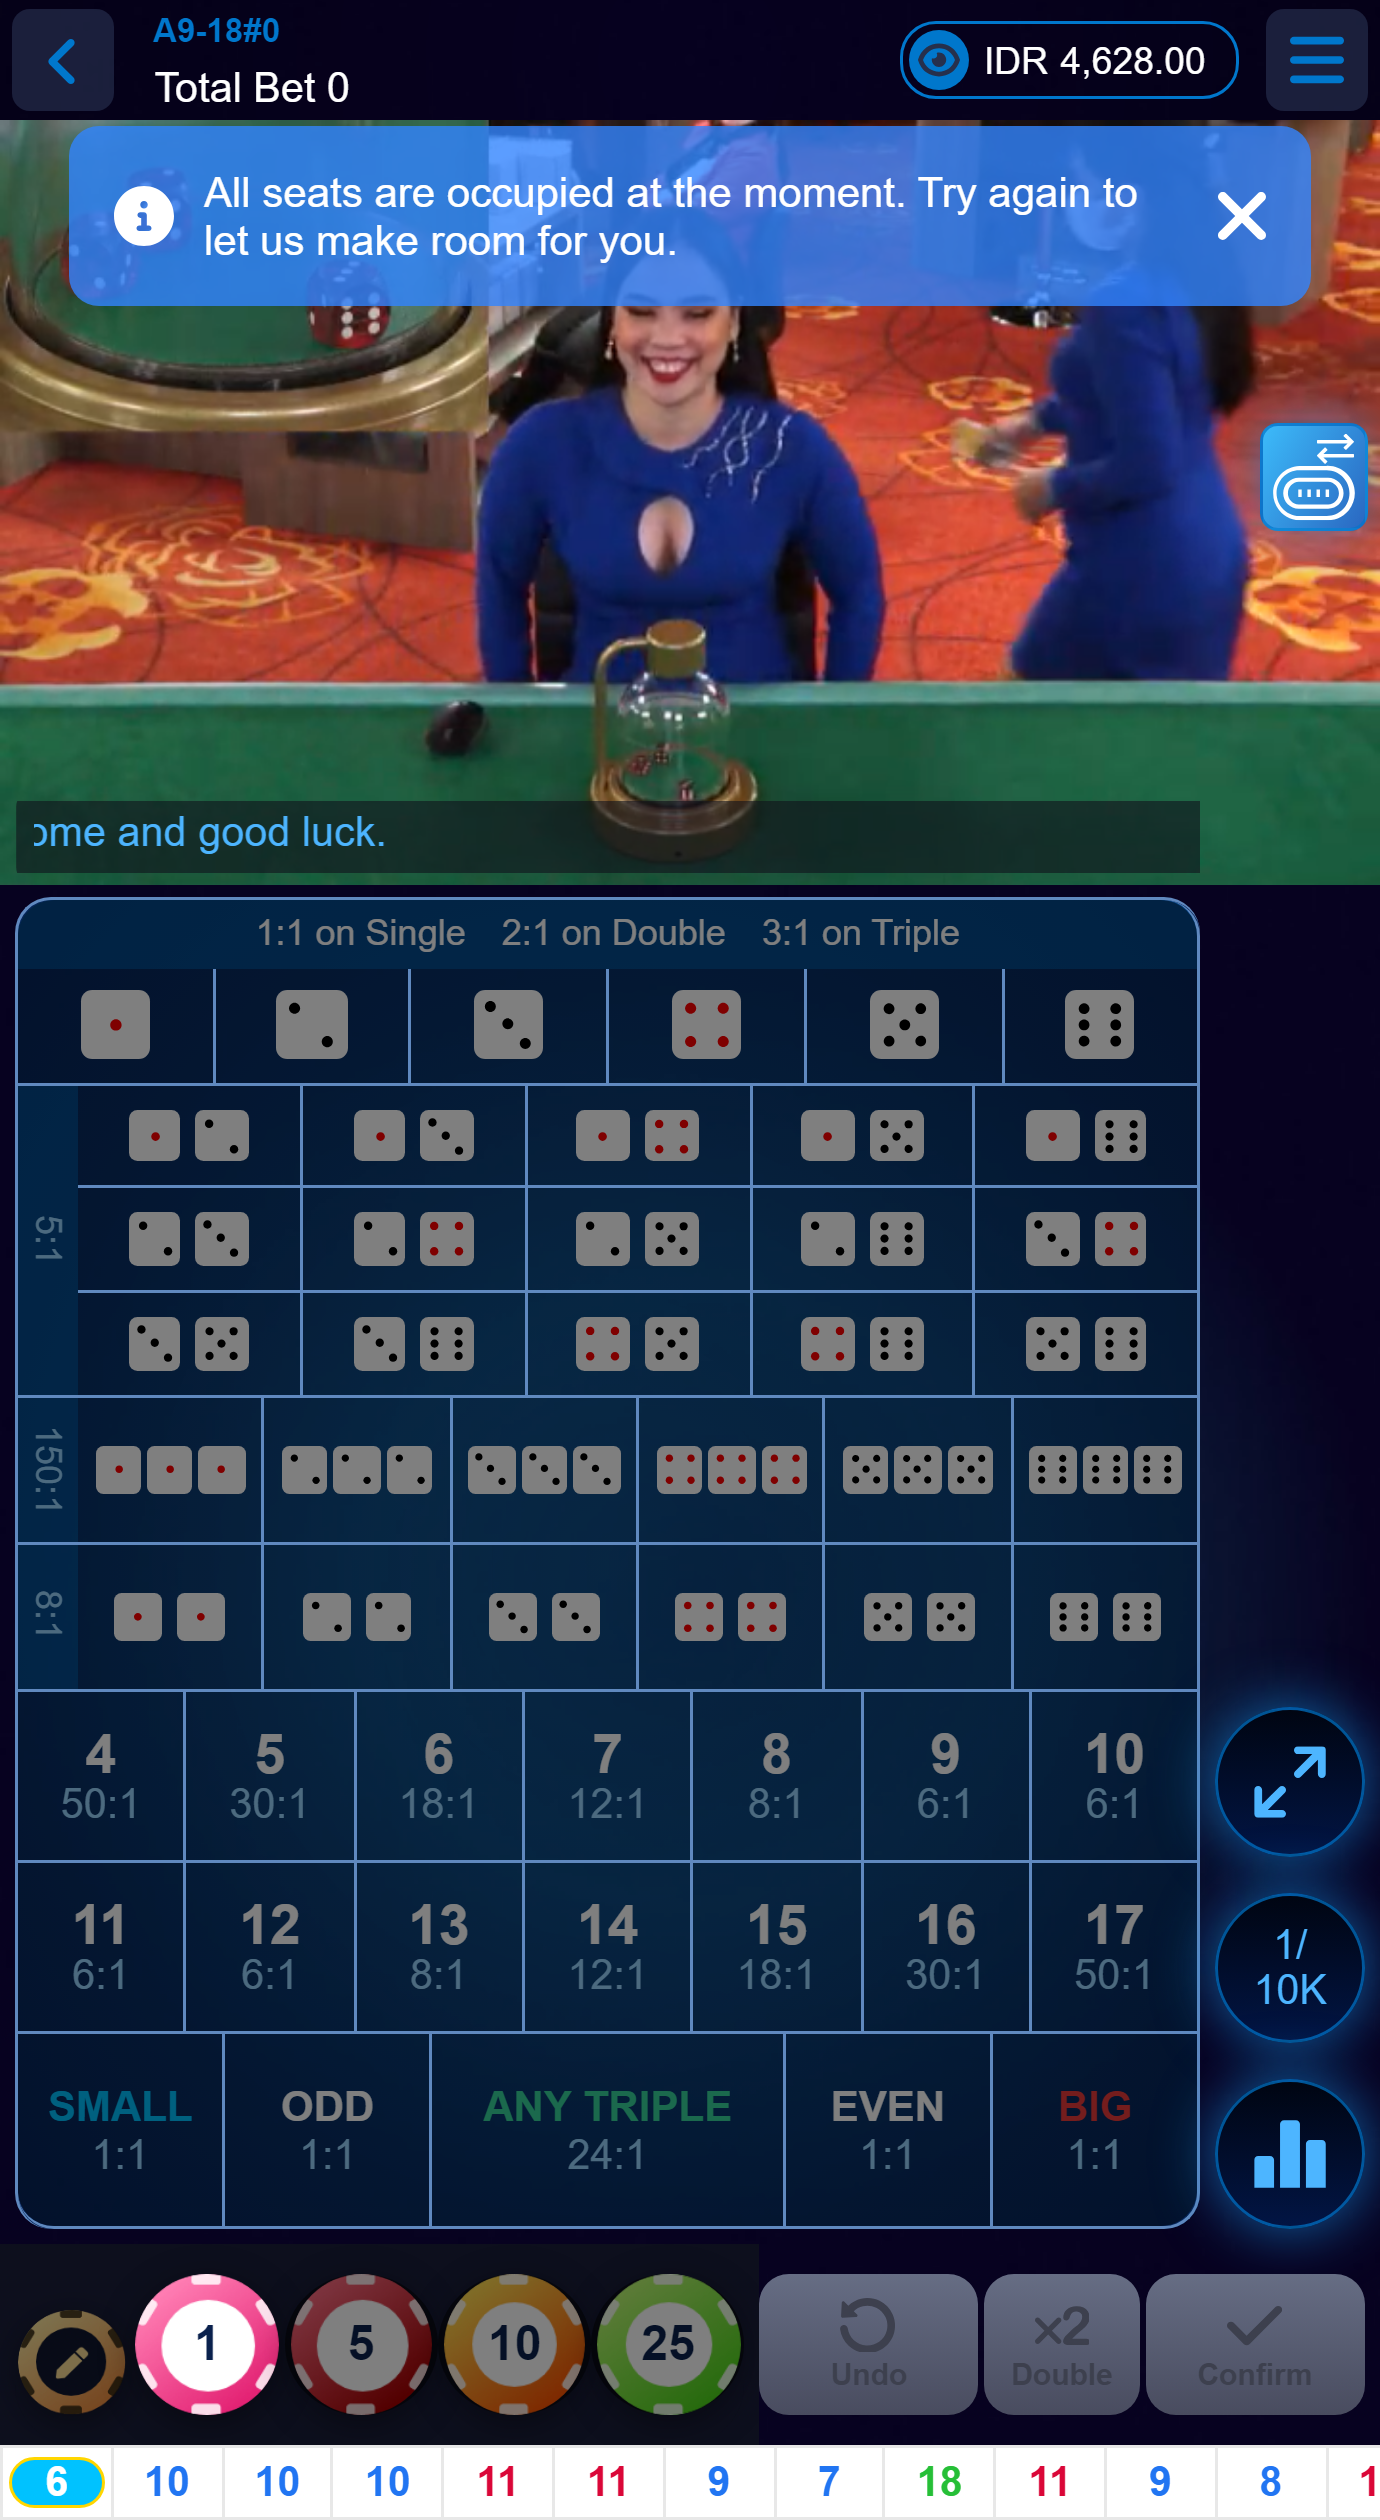 A9-18#0
Total Bet 0
IDR 4,628.00
All seats are occupied at the moment. Try again to
let us make room for you.
ome and good luck.
1:1 on Single 2:1 on Double 3:1 on Triple
5:1
150:1
8:1
4 5 6 7 8 9 10
50:1 30:1 18:1 12:1 8:1 6:1 6:1
1/
10K
11 12 13 14 15 16 17
6:1 6:1 8:1 12:1 18:1 30:1 50:1
SMALL ODD ANY TRIPLE EVEN BIG
1:1 1:1 24:1 1:1 1:1
1 5 10 25
x2
Undo Double Confirm
6 10 10 10 11 11 9 7 18 11 9 8 1